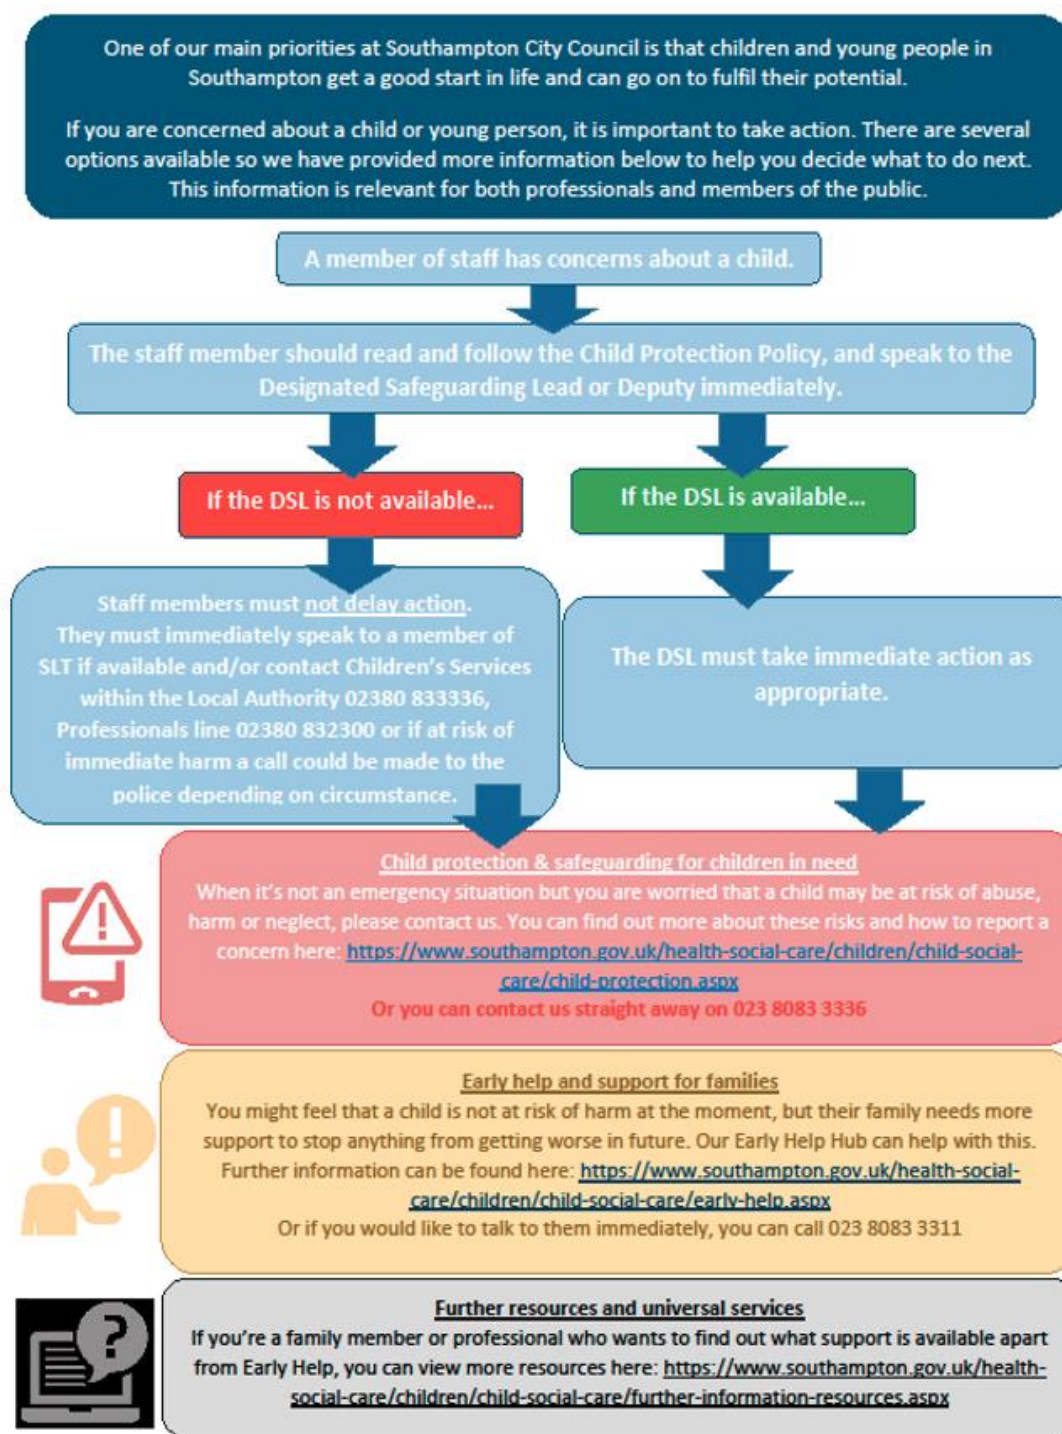 One of our main priorities at Southampton City Council is that children and young people in
Southampton get a good start in life and can go on to fulfil their potential.
If you are concerned about a child or young person, it is important to take action. There are several
options available so we have provided more information below to help you decide what to do next.
This information is relevant for both professionals and members of the public.
A member of staff has concerns about a child.
The staff member should read and follow the Child Protection Policy, and speak to the
Designated Safeguarding Lead or Deputy immediately.
If the DSL is not available...
If the DSL is available...
Staff members must not delay action.
They must immediately speak to a member of
SLT if available and/or contact Children's Services
within the Local Authority 02380 833336,
Professionals line 02380 832300 or if at risk of
immediate harm a call could be made to the
police depending on circumstance.
The DSL must take immediate action as
appropriate.
Child protection & safeguarding for children in need
When it's not an emergency situation but you are worried that a child may be at risk of abuse,
harm or neglect, please contact us. You can find out more about these risks and how to report a
concern here: https://www.southampton.gov.uk/health-social-care/children/child-social-
care/child-protection.aspx
Or you can contact us straight away on 023 8083 3336
Early help and support for families
You might feel that a child is not at risk of harm at the moment, but their family needs more
support to stop anything from getting worse in future. Our Early Help Hub can help with this.
Further information can be found here: https://www.southampton.gov.uk/health-social-
care/children/child-social-care/early-help.aspx
Or if you would like to talk to them immediately, you can call 023 8083 3311
Further resources and universal services
If you're a family member or professional who wants to find out what support is available apart
from Early Help, you can view more resources here: https://www.southampton.gov.uk/health-
social-care/children/child-social-care/further-information-resources.aspx